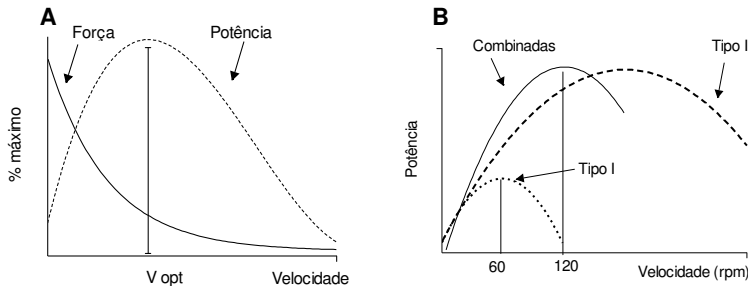 A
Força
Potência
% máximo
V opt
Velocidade
B
Combinadas
Tipo I
Tipo I
Potência
60
120
Velocidade (rpm)